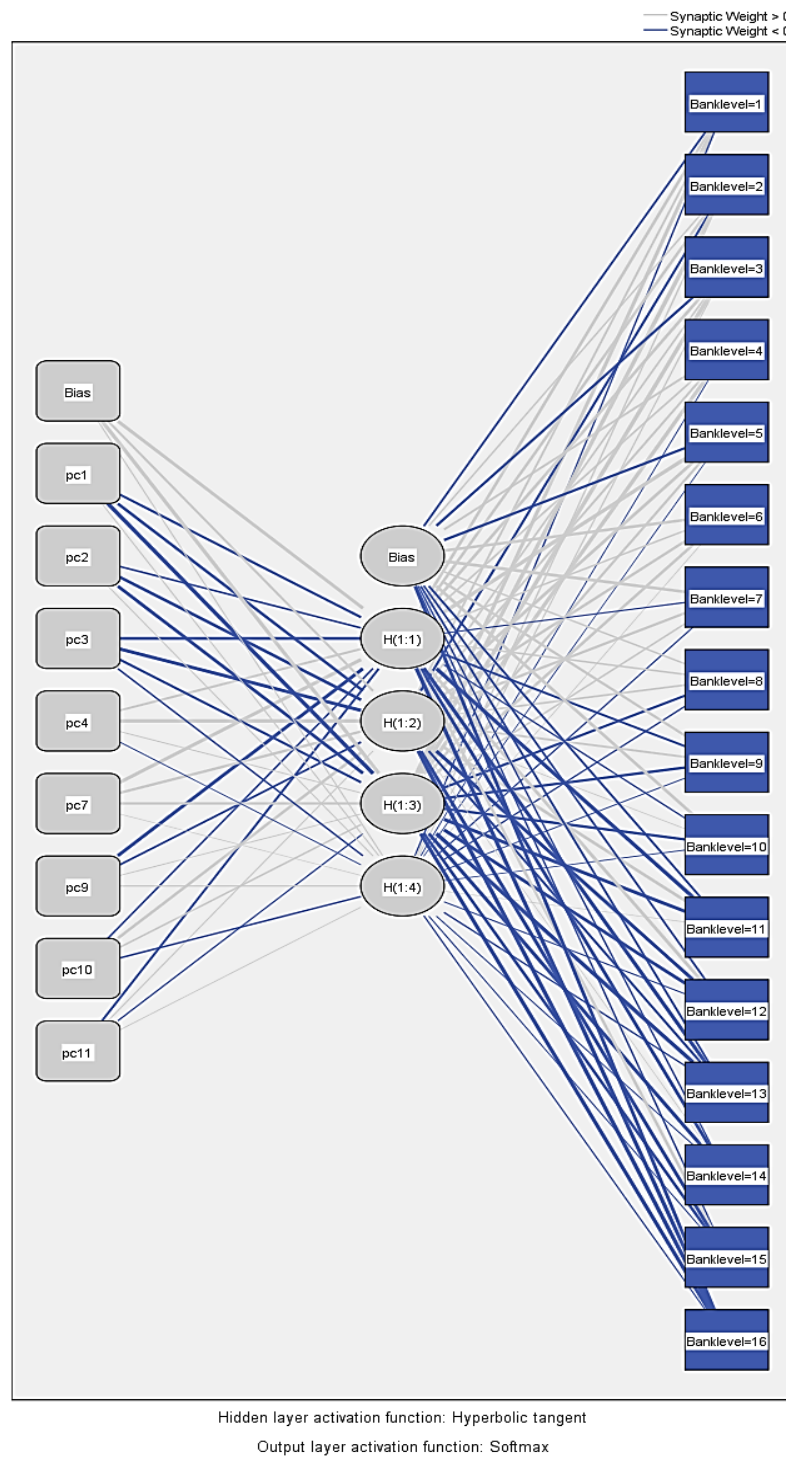 Synaptic Weight > 0
Synaptic Weight < 0
Banklevel=1
Banklevel=2
Banklevel=3
Banklevel=4
Bias
Banklevel=5
pc1
Banklevel=6
pc2
Bias
Banklevel=7
pc3
H(1:1)
Banklevel=8
pc4
H(1:2)
Banklevel=9
pc7
H(1:3)
Banklevel=10
pc9
H(1:4)
Banklevel=11
pc10
Banklevel=12
pc11
Banklevel=13
Banklevel=14
Banklevel=15
Banklevel=16
Hidden layer activation function: Hyperbolic tangent
Output layer activation function: Softmax